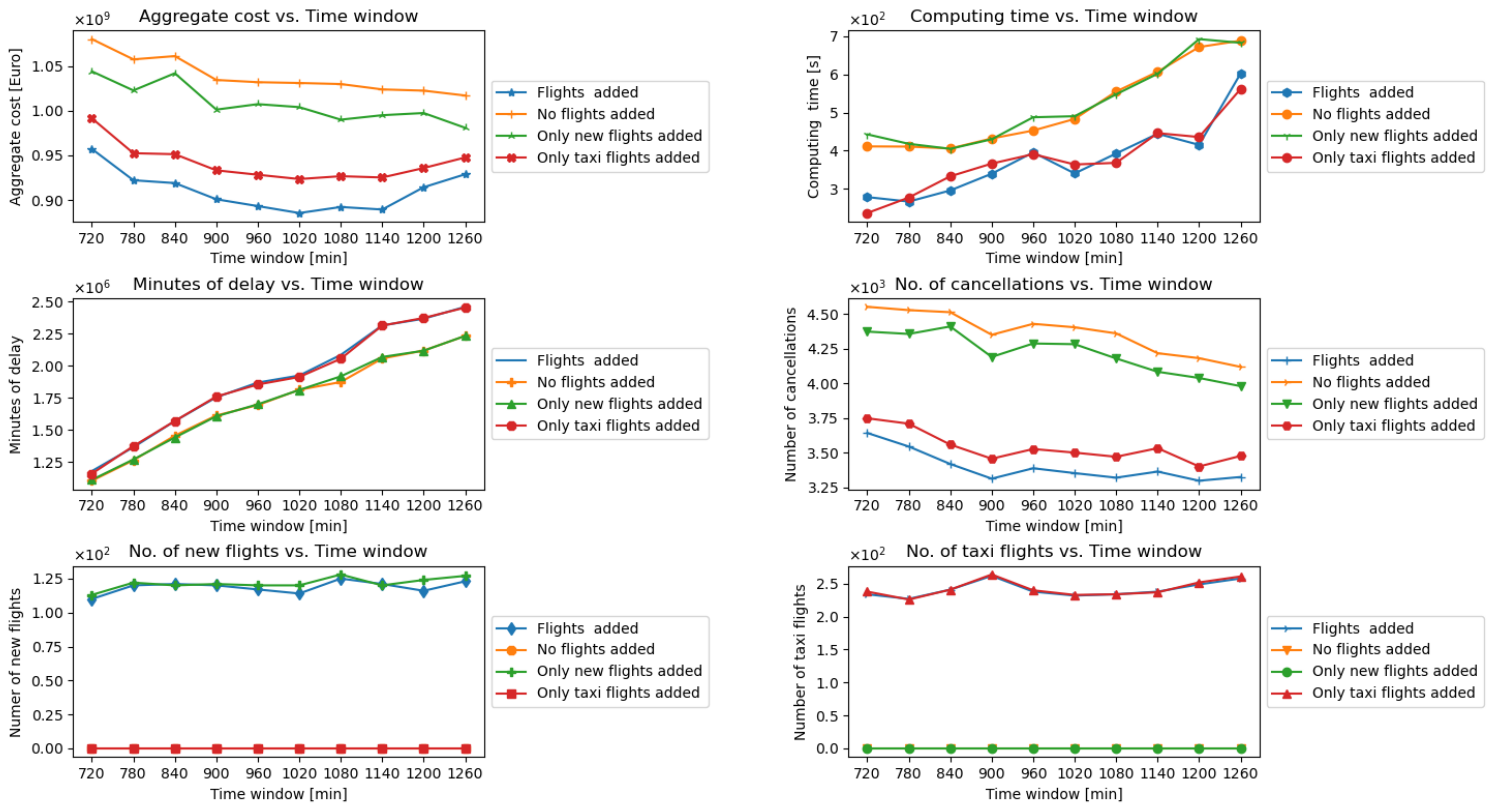 ×10⁹ Aggregate cost vs. Time window
Aggregate cost [Euro]
1.05
1.00
0.95
0.90
720 780 840 900 960 1020 1080 1140 1200 1260
Time window [min]
Flights added
No flights added
Only new flights added
Only taxi flights added
×10² Computing time vs. Time window
Computing time [s]
7
6
5
4
3
720 780 840 900 960 1020 1080 1140 1200 1260
Time window [min]
Flights added
No flights added
Only new flights added
Only taxi flights added
×10⁶ Minutes of delay vs. Time window
Minutes of delay
2.50
2.25
2.00
1.75
1.50
1.25
720 780 840 900 960 1020 1080 1140 1200 1260
Time window [min]
Flights added
No flights added
Only new flights added
Only taxi flights added
×10³ No. of cancellations vs. Time window
Number of cancellations
4.50
4.25
4.00
3.75
3.50
3.25
720 780 840 900 960 1020 1080 1140 1200 1260
Time window [min]
Flights added
No flights added
Only new flights added
Only taxi flights added
×10² No. of new flights vs. Time window
Numer of new flights
1.25
1.00
0.75
0.50
0.25
0.00
720 780 840 900 960 1020 1080 1140 1200 1260
Time window [min]
Flights added
No flights added
Only new flights added
Only taxi flights added
×10² No. of taxi flights vs. Time window
Number of taxi flights
2.5
2.0
1.5
1.0
0.5
0.0
720 780 840 900 960 1020 1080 1140 1200 1260
Time window [min]
Flights added
No flights added
Only new flights added
Only taxi flights added